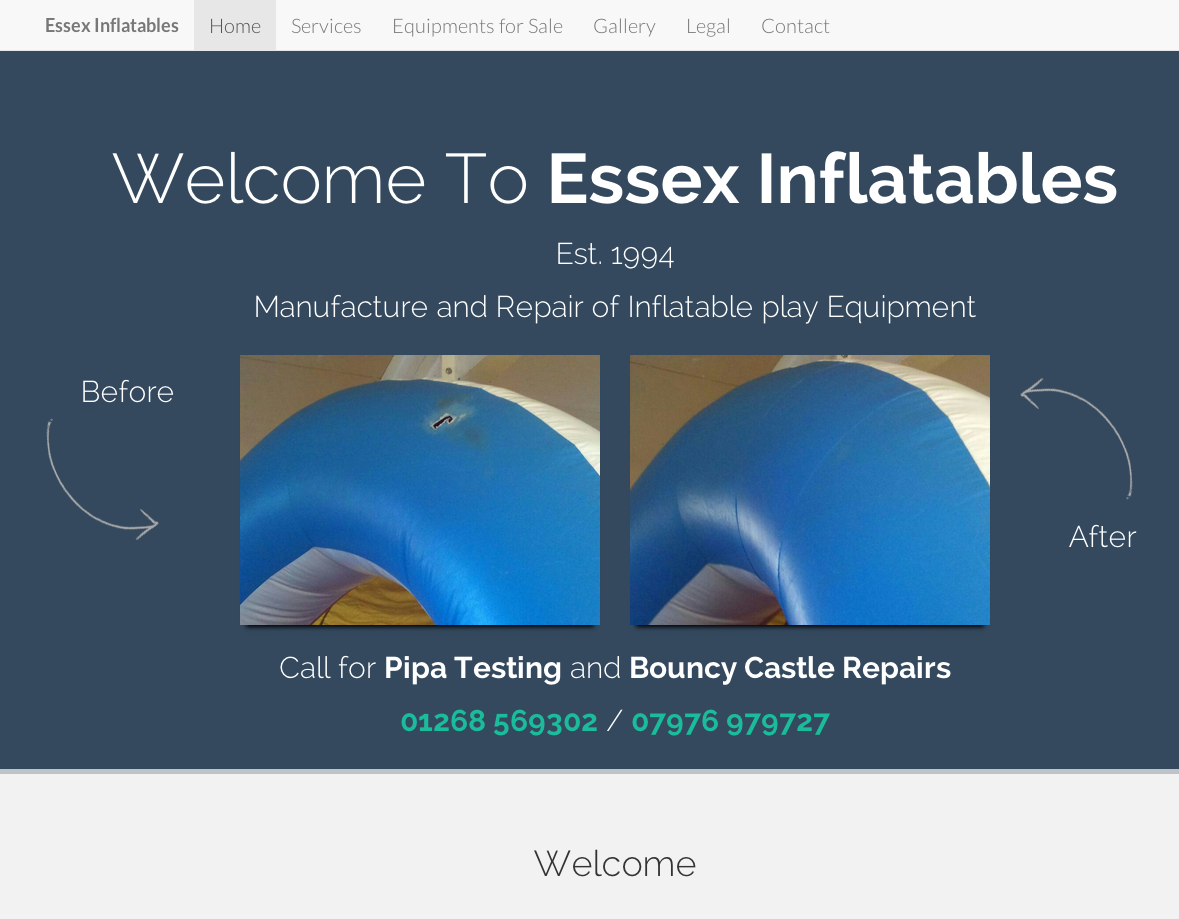 Essex Inflatables Home Services Equipments for Sale Gallery Legal Contact
Welcome To Essex Inflatables
Est. 1994
Manufacture and Repair of Inflatable play Equipment
Before
After
Call for Pipa Testing and Bouncy Castle Repairs
01268 569302 / 07976 979727
Welcome